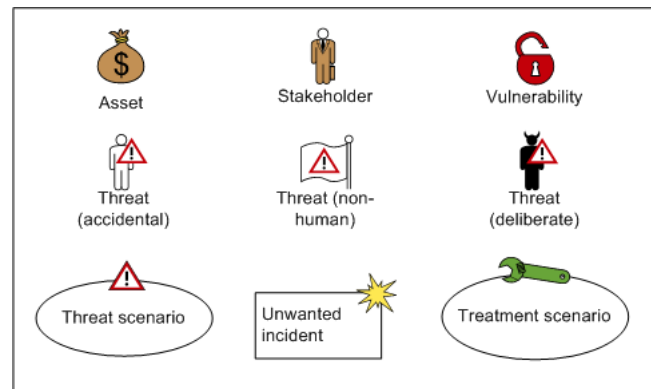 $
Asset
Stakeholder
Vulnerability
!
!
!
Threat
(accidental)
Threat (non-
human)
Threat
(deliberate)
!
Threat scenario
Unwanted
incident
Treatment scenario